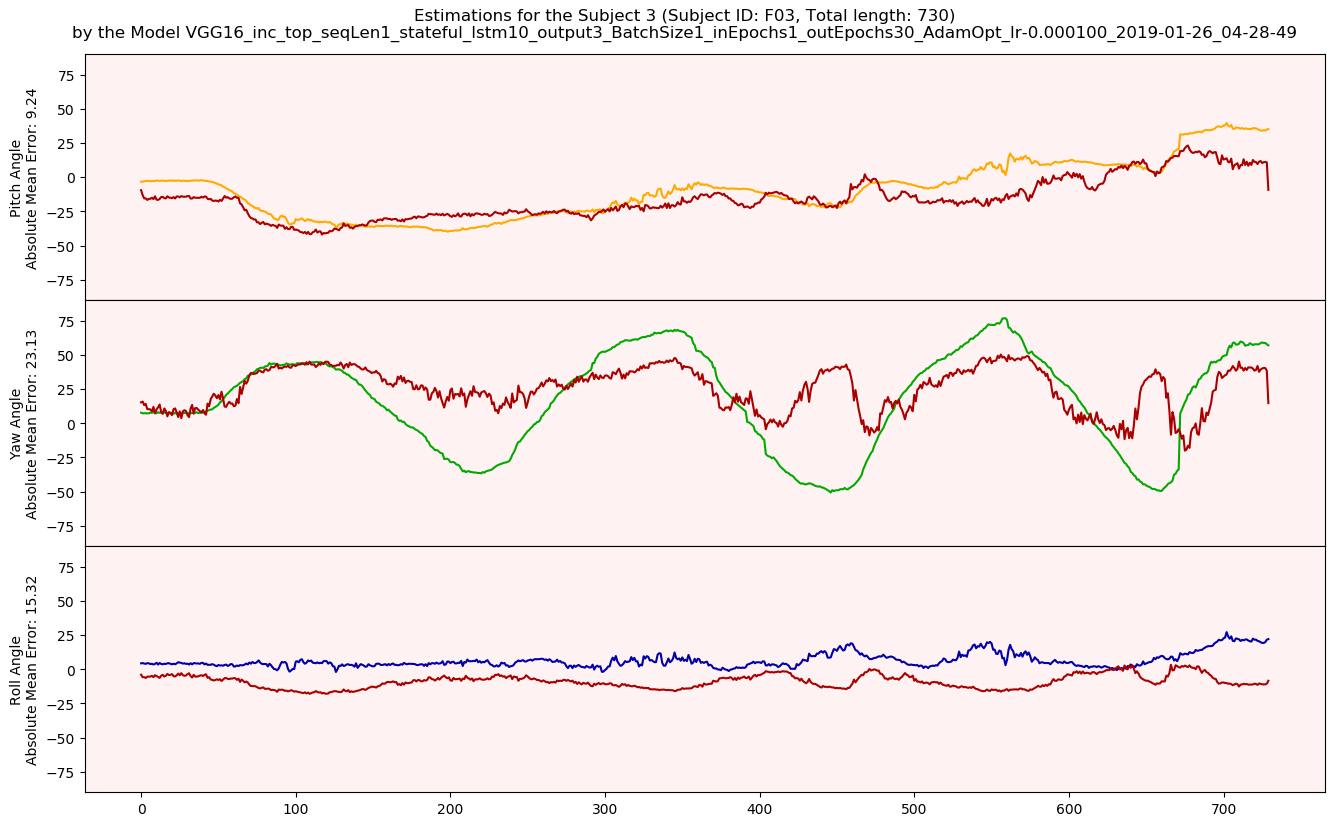 Estimations for the Subject 3 (Subject ID: F03, Total length: 730)
by the Model VGG16_inc_top_seqLen1_stateful_lstm10_output3_BatchSize1_inEpochs1_outEpochs30_AdamOpt_lr-0.000100_2019-01-26_04-28-49
Pitch Angle
Absolute Mean Error: 9.24
75
50
25
0
−25
−50
−75
Yaw Angle
Absolute Mean Error: 23.13
75
50
25
0
−25
−50
−75
Roll Angle
Absolute Mean Error: 15.32
75
50
25
0
−25
−50
−75
0 100 200 300 400 500 600 700